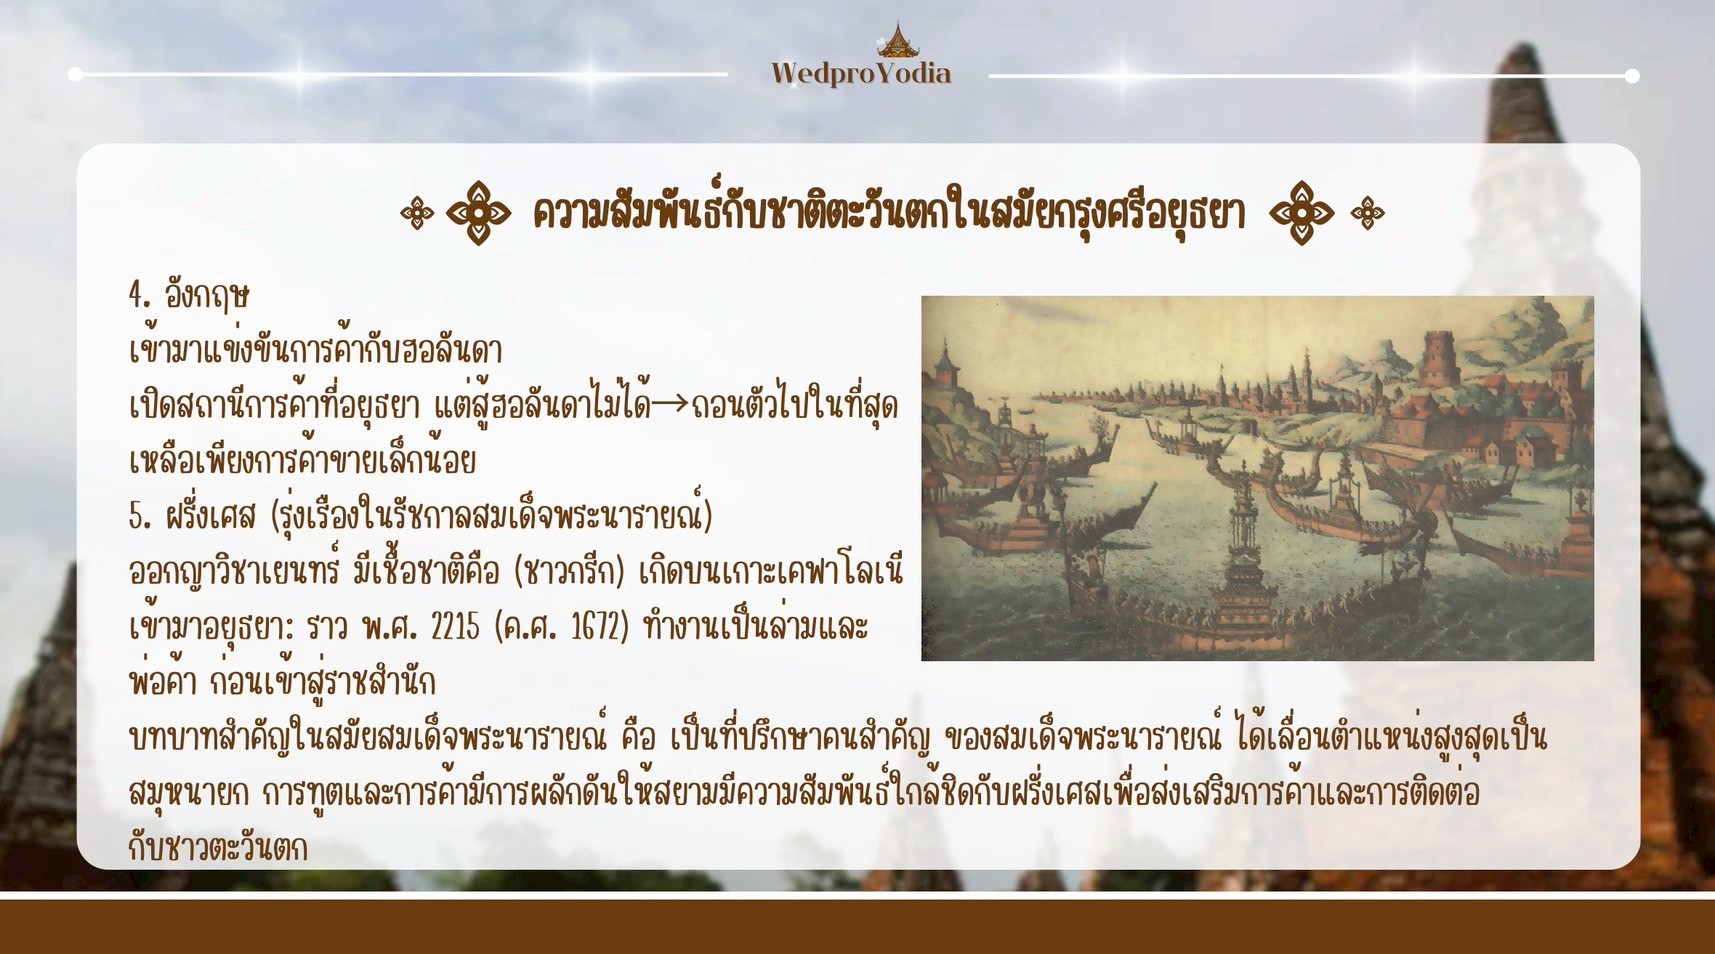 WedproYodia
ความสัมพันธ์กับชาติตะวันตกในสมัยกรุงศรีอยุธยา
4. อังกฤษ
เข้ามาแข่งขันการค้ากับฮอลันดา
เปิดสถานีการค้าที่อยุธยา แต่สู้ฮอลันดาไม่ได้→ถอนตัวไปในที่สุด
เหลือเพียงการค้าขายเล็กน้อย
5. ฝรั่งเศส (รุ่งเรืองในรัชกาลสมเด็จพระนารายณ์)
ออกญาวิชาเยนทร์ มีเชื้อชาติคือ (ชาวกรีก) เกิดบนเกาะเคฟาโลเนี
เข้ามาอยุธยา: ราว พ.ศ. 2215 (ค.ศ. 1672) ทำงานเป็นล่ามและ
พ่อค้า ก่อนเข้าสู่ราชสำนัก
บทบาทสำคัญในสมัยสมเด็จพระนารายณ์ คือ เป็นที่ปรึกษาคนสำคัญ ของสมเด็จพระนารายณ์ ได้เลื่อนตำแหน่งสูงสุดเป็น
สมุหนายก การทูตและการค้ามีการผลักดันให้สยามมีความสัมพันธ์ใกล้ชิดกับฝรั่งเศสเพื่อส่งเสริมการค้าและการติดต่อ
กับชาวตะวันตก